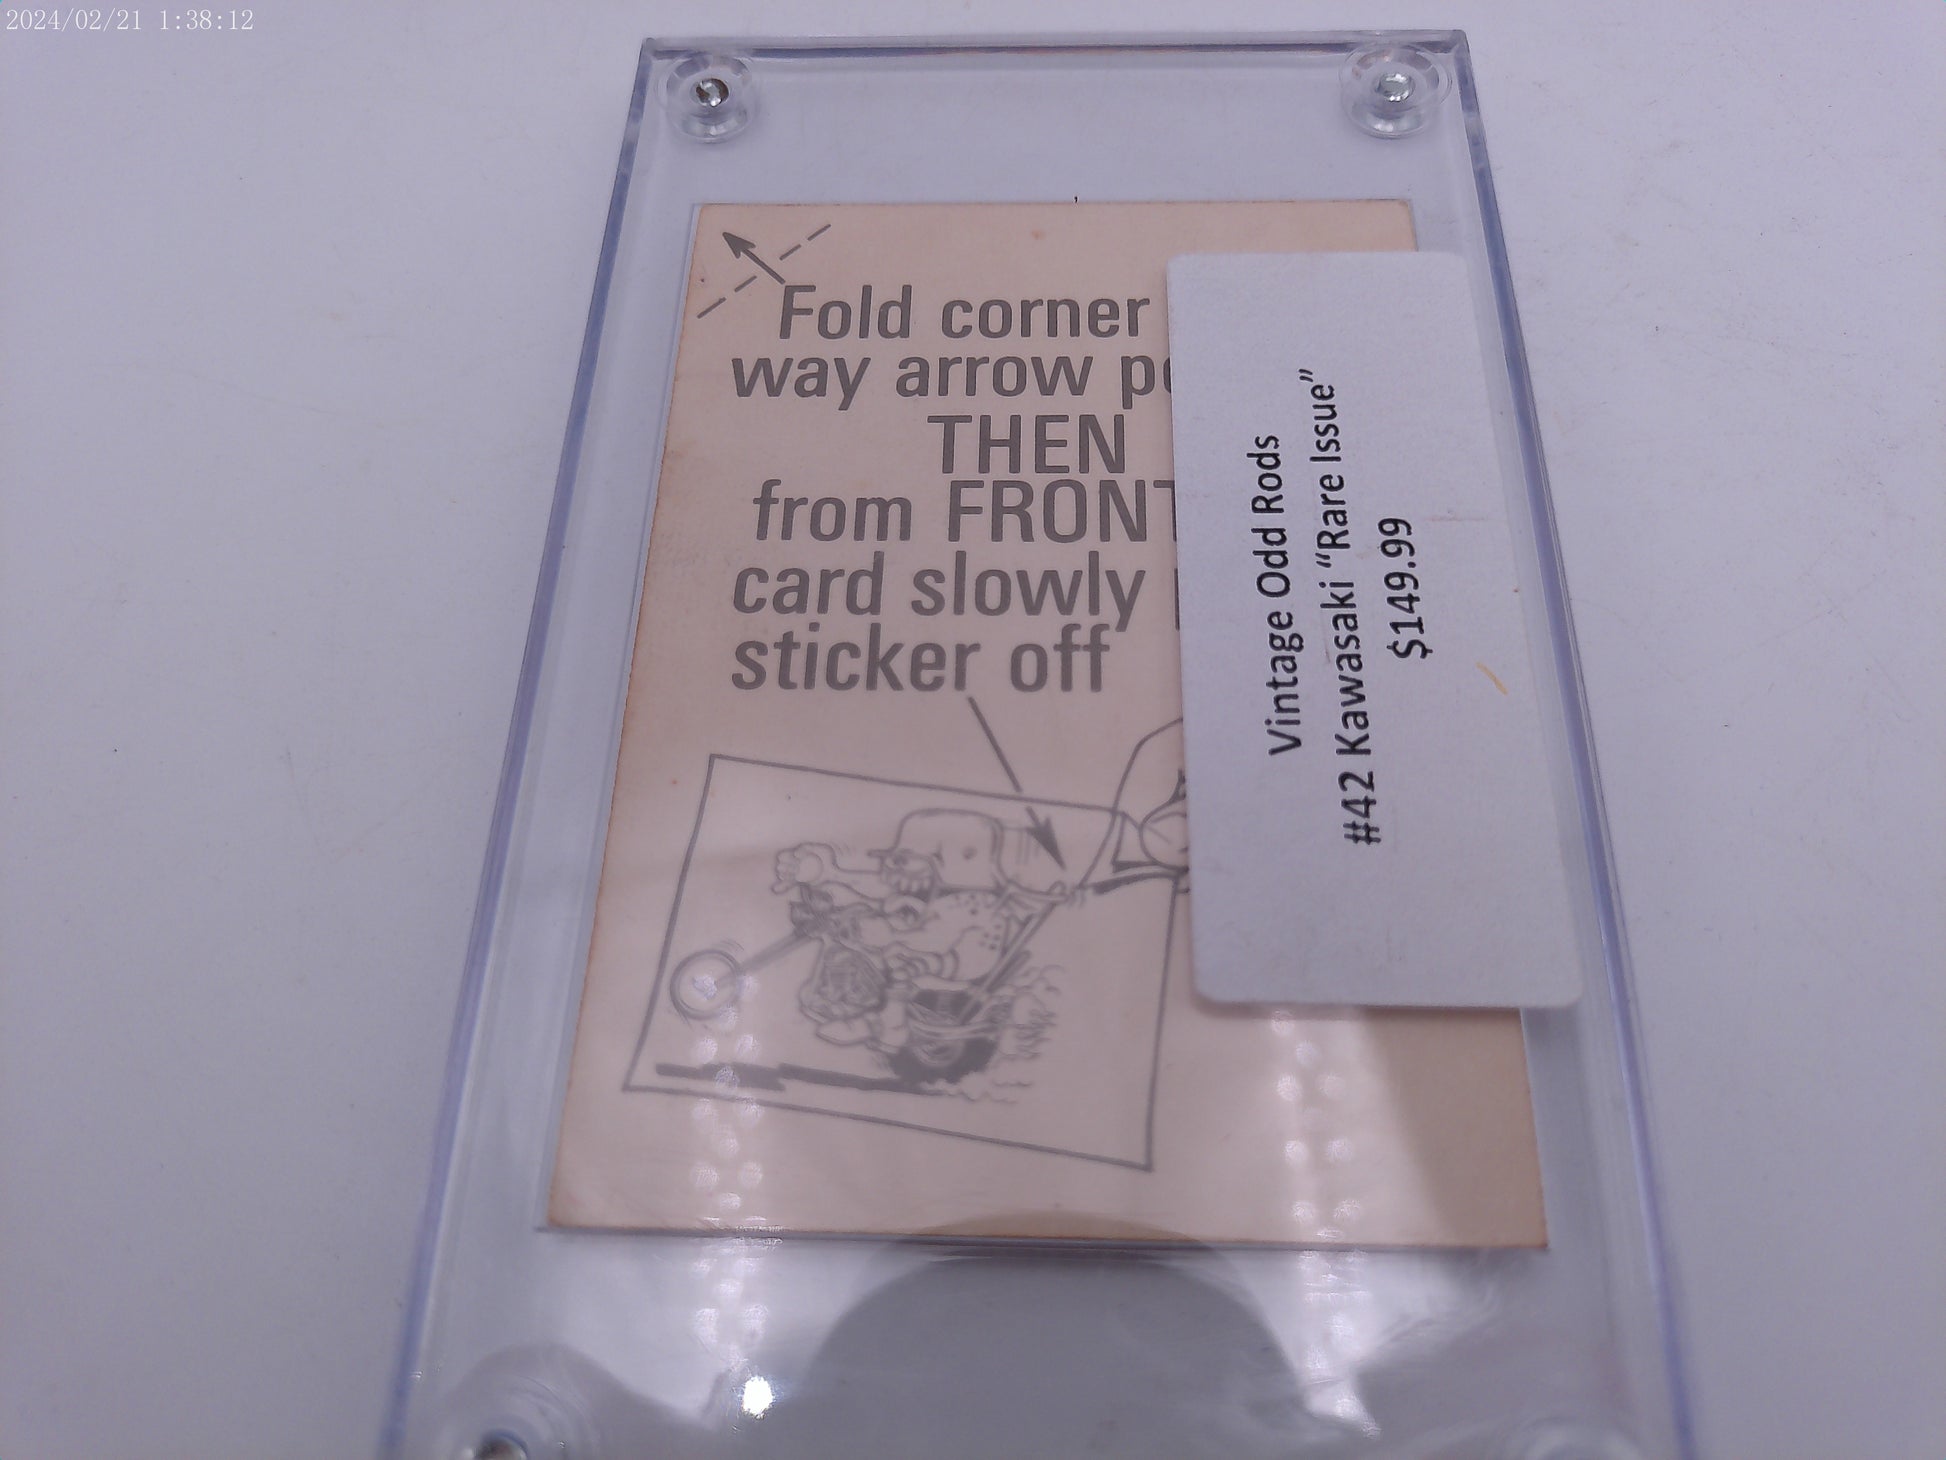 2024/02/21 1:38:12
Fold corner
way arrow
THEN
from FRONT
card slowly
sticker off
Vintage Odd Rods
#42 Kawasaki “Rare Issue”
$149.99